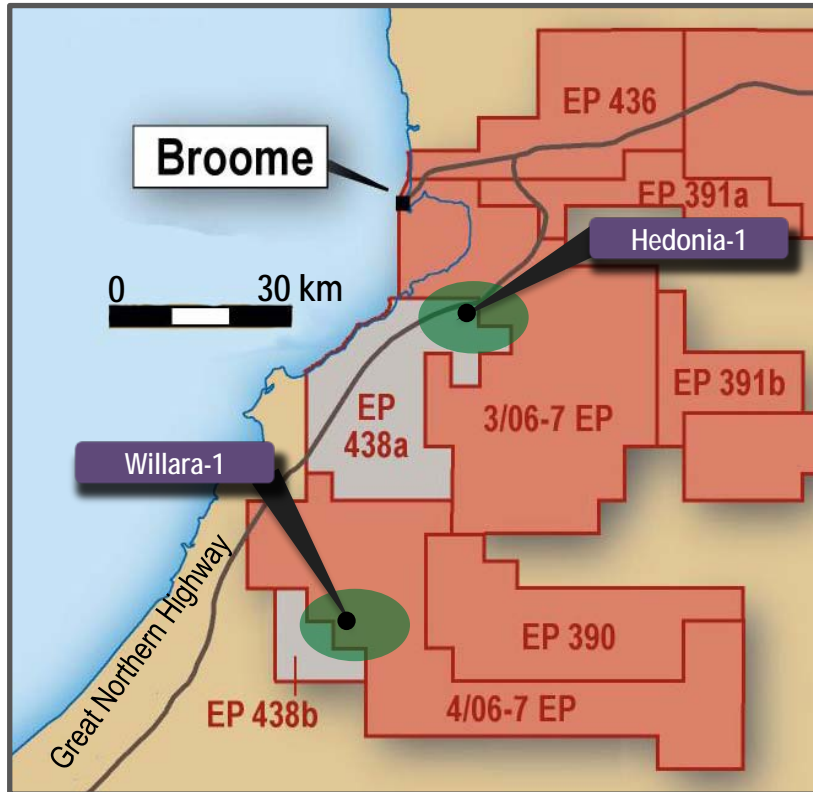 EP 436
Broome
EP 391a
Hedonia-1
0 30 km
EP
438a
3/06-7 EP
EP 391b
Willara-1
Great Northern Highway
EP 390
EP 438b
4/06-7 EP